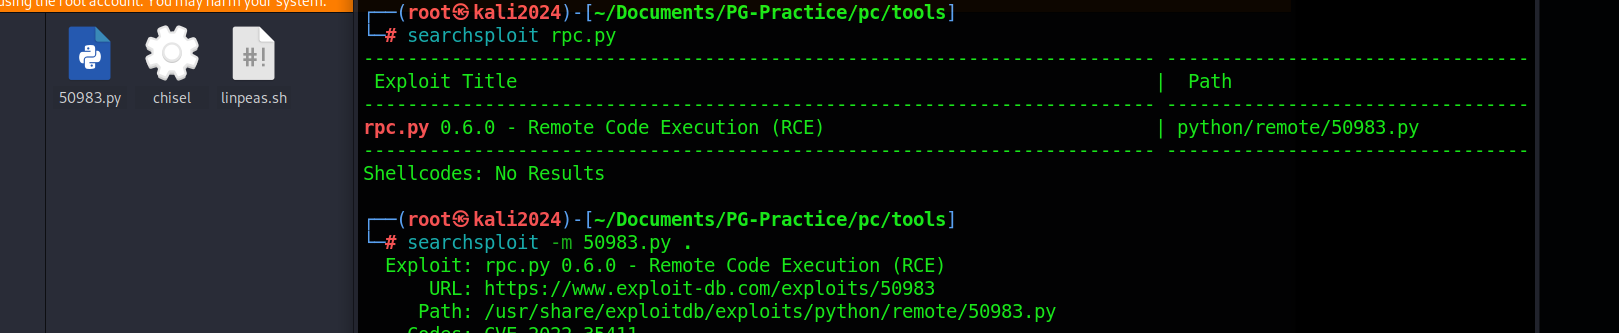 using the root account. You may harm your system.
50983.py
chisel
linpeas.sh
┌──(root㉿kali2024)-[~/Documents/PG-Practice/pc/tools]
└─# searchsploit rpc.py
------------------------------------------------------------------------ ---------------------------------
 Exploit Title | Path
------------------------------------------------------------------------ ---------------------------------
rpc.py 0.6.0 - Remote Code Execution (RCE) | python/remote/50983.py
------------------------------------------------------------------------ ---------------------------------
Shellcodes: No Results
┌──(root㉿kali2024)-[~/Documents/PG-Practice/pc/tools]
└─# searchsploit -m 50983.py .
Exploit: rpc.py 0.6.0 - Remote Code Execution (RCE)
URL: https://www.exploit-db.com/exploits/50983
Path: /usr/share/exploitdb/exploits/python/remote/50983.py
Codes: CVE-2022-35411